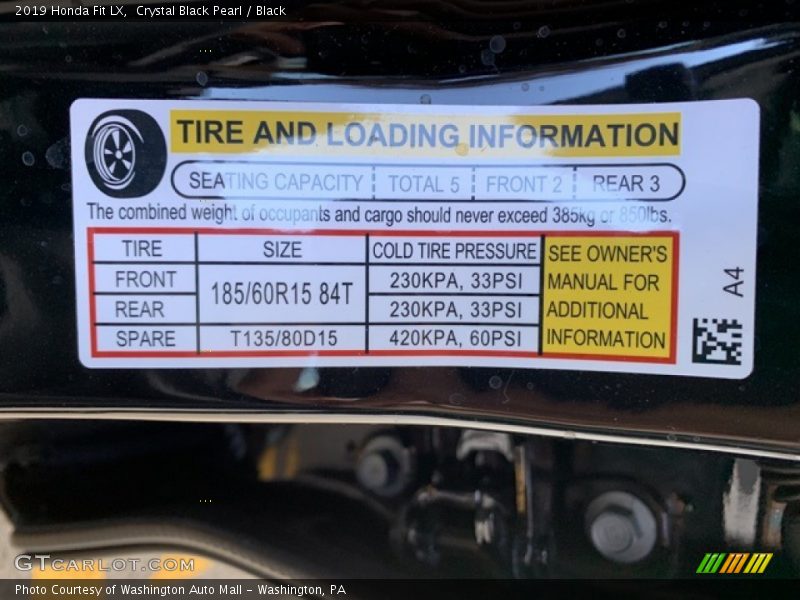 2019 Honda Fit LX,  Crystal Black Pearl / Black
TIRE AND LOADING INFORMATION
SEATING CAPACITY TOTAL 5 FRONT 2 REAR 3
The combined weight of occupants and cargo should never exceed 385kg or 850lbs.
TIRE SIZE COLD TIRE PRESSURE
FRONT 185/60R15 84T 230KPA, 33PSI
REAR 230KPA, 33PSI
SPARE T135/80D15 420KPA, 60PSI
SEE OWNER'S
MANUAL FOR
ADDITIONAL
INFORMATION
A4
GTCARLOT.COM
Photo Courtesy of Washington Auto Mall - Washington, PA